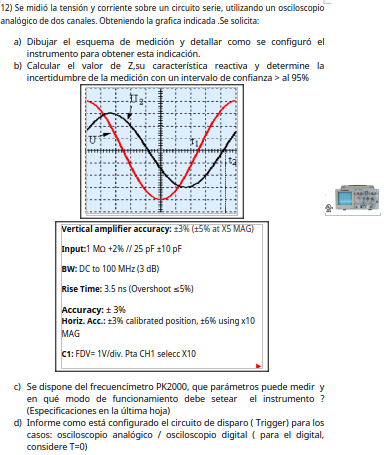 12) Se midió la tensión y corriente sobre un circuito serie, utilizando un osciloscopio
analógico de dos canales. Obteniendo la grafica indicada .Se solicita:
a) Dibujar el esquema de medición y detallar como se configuró el
instrumento para obtener esta indicación.
b) Calcular el valor de Z,su característica reactiva y determine la
incertidumbre de la medición con un intervalo de confianza > al 95%
U
τ₁
τ₂
Vertical amplifier accuracy: ±3% (±5% at X5 MAG)
Input:1 MΩ +2% // 25 pF ±10 pF
BW: DC to 100 MHz (3 dB)
Rise Time: 3.5 ns (Overshoot ≤5%)
Accuracy: ± 3%
Horiz. Acc.: ±3% calibrated position, ±6% using x10
MAG
C1: FDV= 1V/div. Pta CH1 selecc X10
c) Se dispone del frecuencímetro PK2000, que parámetros puede medir y
en qué modo de funcionamiento debe setear el instrumento ?
(Especificaciones en la última hoja)
d) Informe como está configurado el circuito de disparo ( Trigger) para los
casos: osciloscopio analógico / osciloscopio digital ( para el digital,
considere T=0)